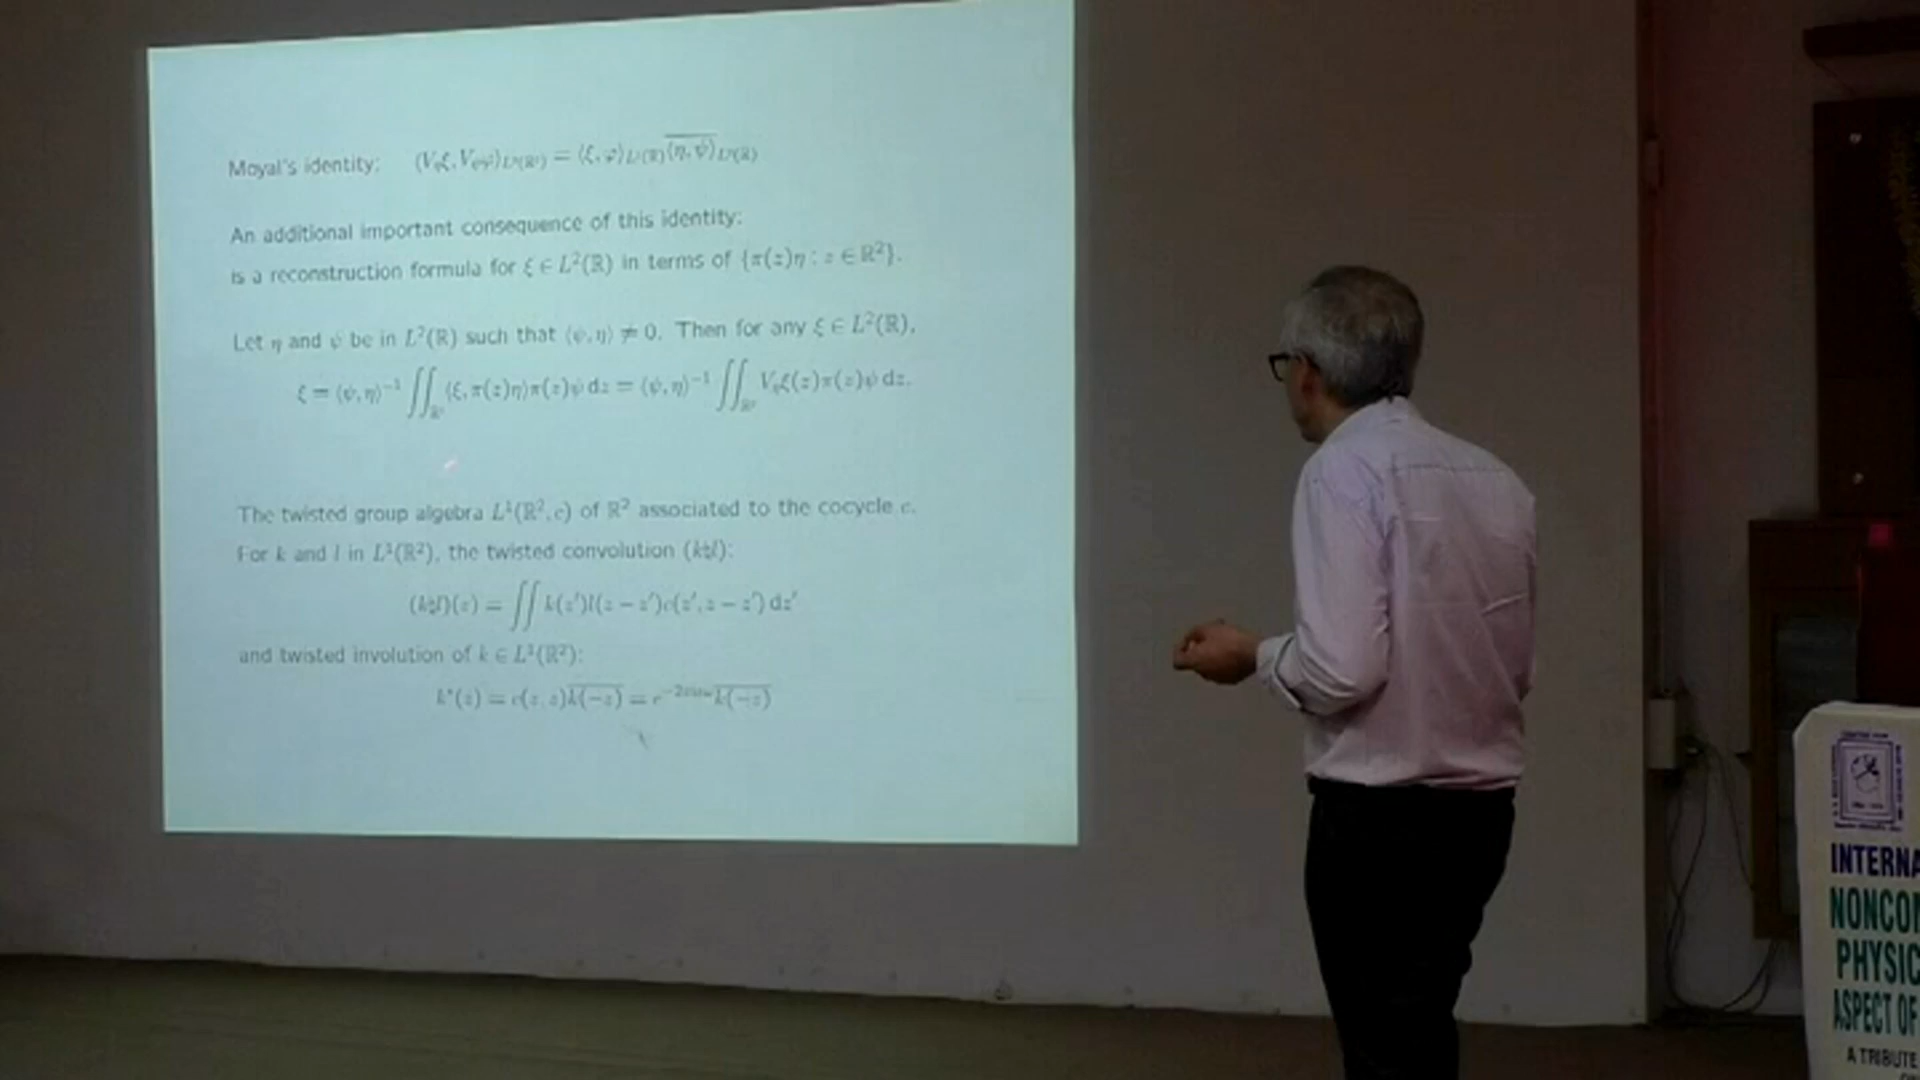 Moyal's identity: ⟨V_ηξ, V_ψφ⟩_{L²(ℝ²)} = ⟨ξ, φ⟩_{L²(ℝ)} \overline{⟨η, ψ⟩}_{L²(ℝ)}
An additional important consequence of this identity:
is a reconstruction formula for ξ ∈ L²(ℝ) in terms of {π(z)η : z ∈ ℝ²}.
Let η and ψ be in L²(ℝ) such that ⟨ψ, η⟩ ≠ 0. Then for any ξ ∈ L²(ℝ),
ξ = ⟨ψ, η⟩⁻¹ ∬_{ℝ²} ⟨ξ, π(z)η⟩π(z)ψ dz = ⟨ψ, η⟩⁻¹ ∬_{ℝ²} V_ηξ(z)π(z)ψ dz.
The twisted group algebra L¹(ℝ², c) of ℝ² associated to the cocycle c.
For k and l in L¹(ℝ²), the twisted convolution (k♮l):
(k♮l)(z) = ∬ k(z′)l(z − z′)c(z′, z − z′) dz′
and twisted involution of k ∈ L¹(ℝ²):
k*(z) = c(z, z)\overline{k(−z)} =
INTERNA
NONCO
PHYSIC
ASPECT OF
A TRIBUTE